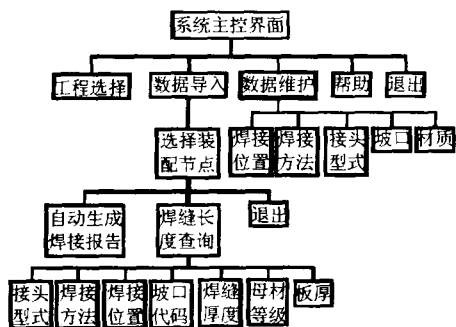 系统主控界面
工程选择 数据导入 数据维护 帮助 退出
选择装
配节点
焊接
位置
焊接
方法
接头
型式
坡口
材质
自动生成
焊接报告
焊缝长
度查询
退出
接头
型式
焊接
方法
焊接
位置
坡口
代码
焊缝
厚度
母材
等级
板厚